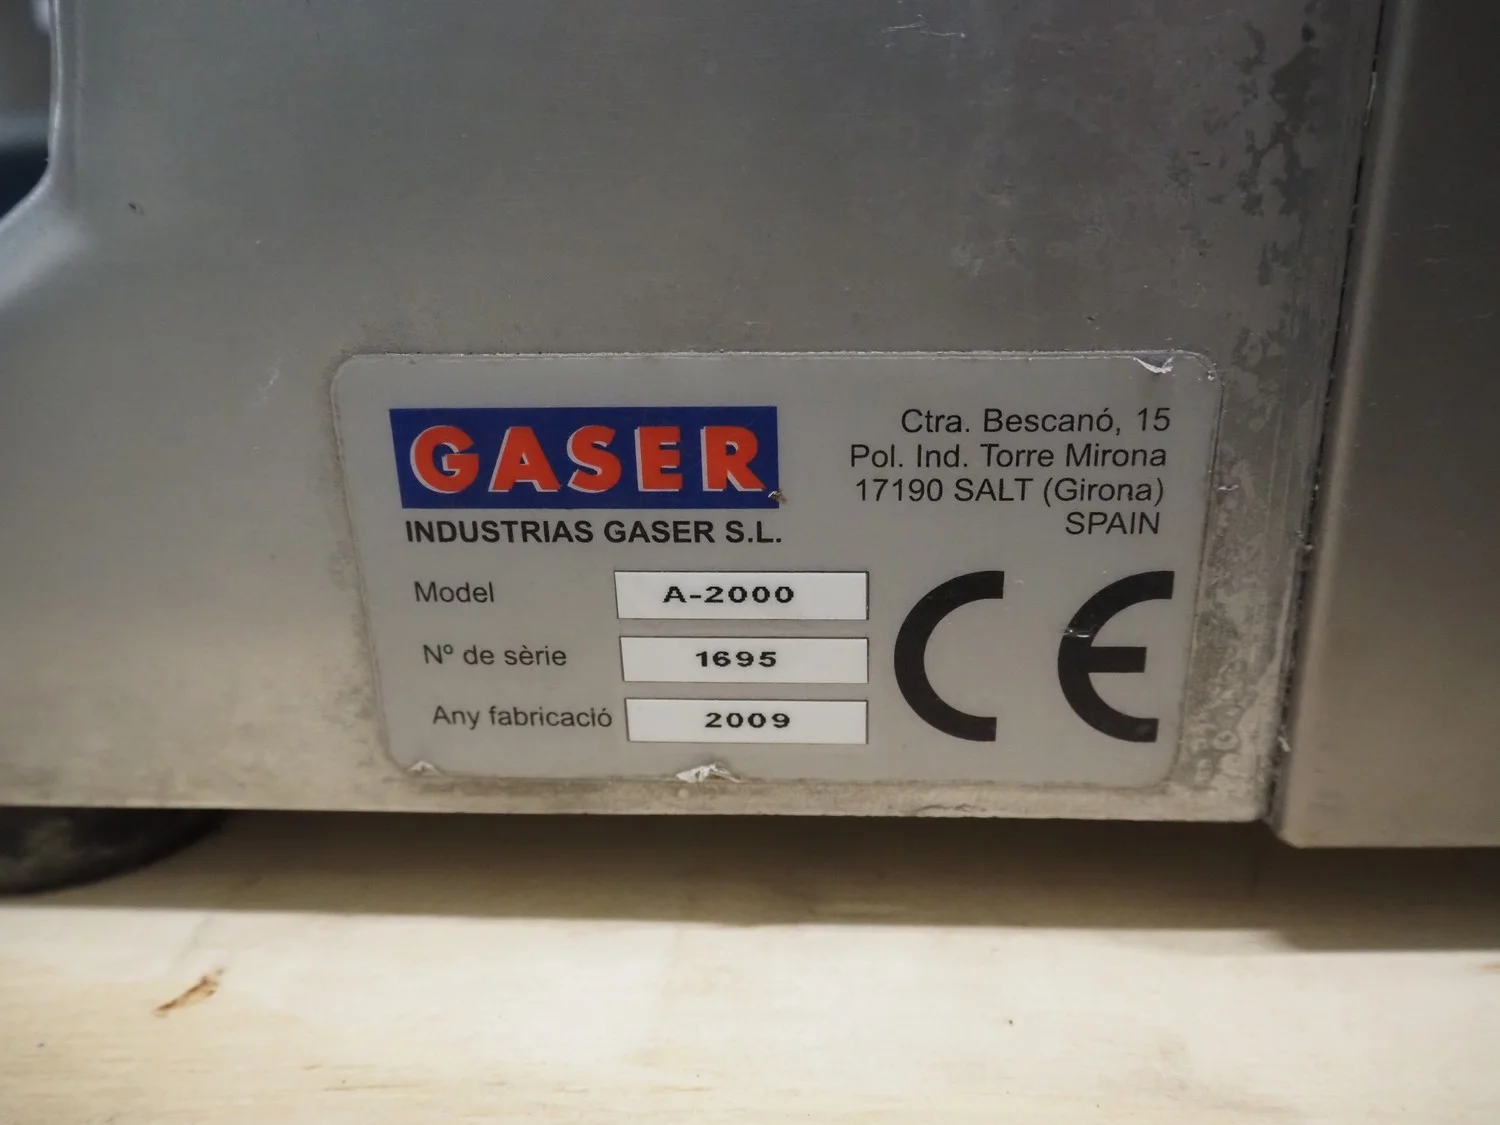 GASER
INDUSTRIAS GASER S.L.
Ctra. Bescanó, 15
Pol. Ind. Torre Mirona
17190 SALT (Girona)
SPAIN
Model A-2000
Nº de sèrie 1695
Any fabricació 2009
CE